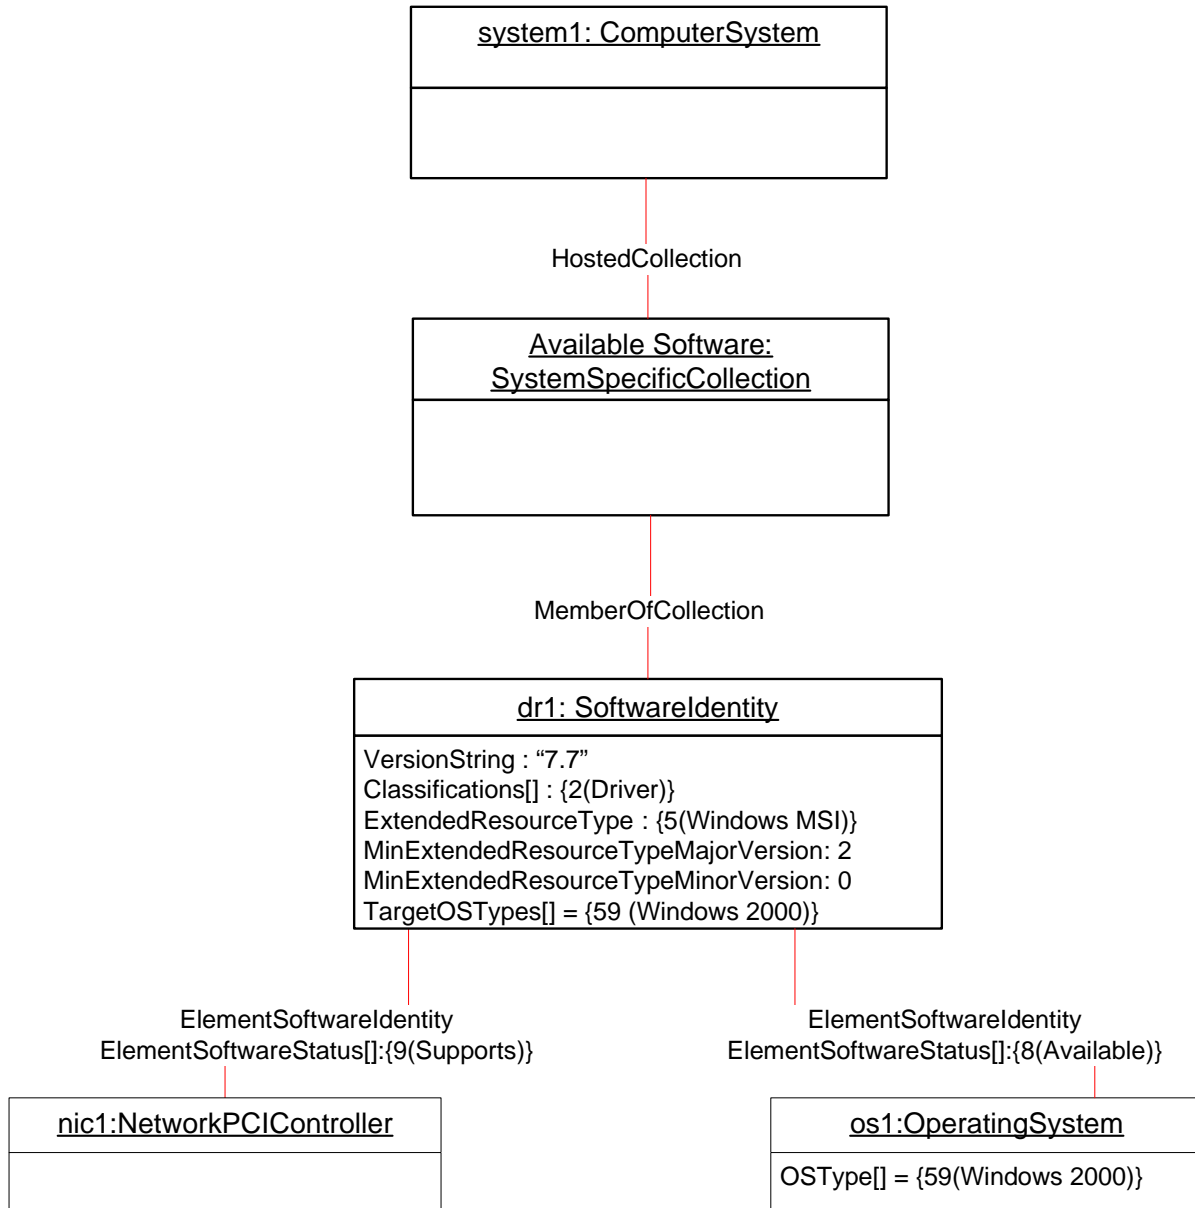 system1: ComputerSystem
HostedCollection
Available Software:
SystemSpecificCollection
MemberOfCollection
dr1: SoftwareIdentity
VersionString : “7.7”
Classifications[] : {2(Driver)}
ExtendedResourceType : {5(Windows MSI)}
MinExtendedResourceTypeMajorVersion: 2
MinExtendedResourceTypeMinorVersion: 0
TargetOSTypes[] = {59 (Windows 2000)}
ElementSoftwareIdentity
ElementSoftwareStatus[]:{9(Supports)}
ElementSoftwareIdentity
ElementSoftwareStatus[]:{8(Available)}
nic1:NetworkPCIController
os1:OperatingSystem
OSType[] = {59(Windows 2000)}